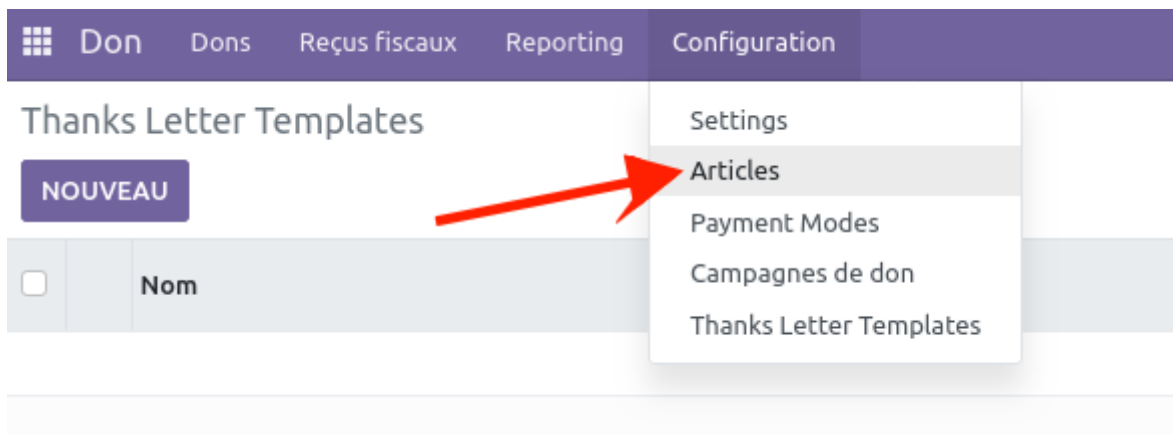 Don Dons Reçus fiscaux Reporting Configuration
Thanks Letter Templates
NOUVEAU
Nom
Settings
Articles
Payment Modes
Campagnes de don
Thanks Letter Templates